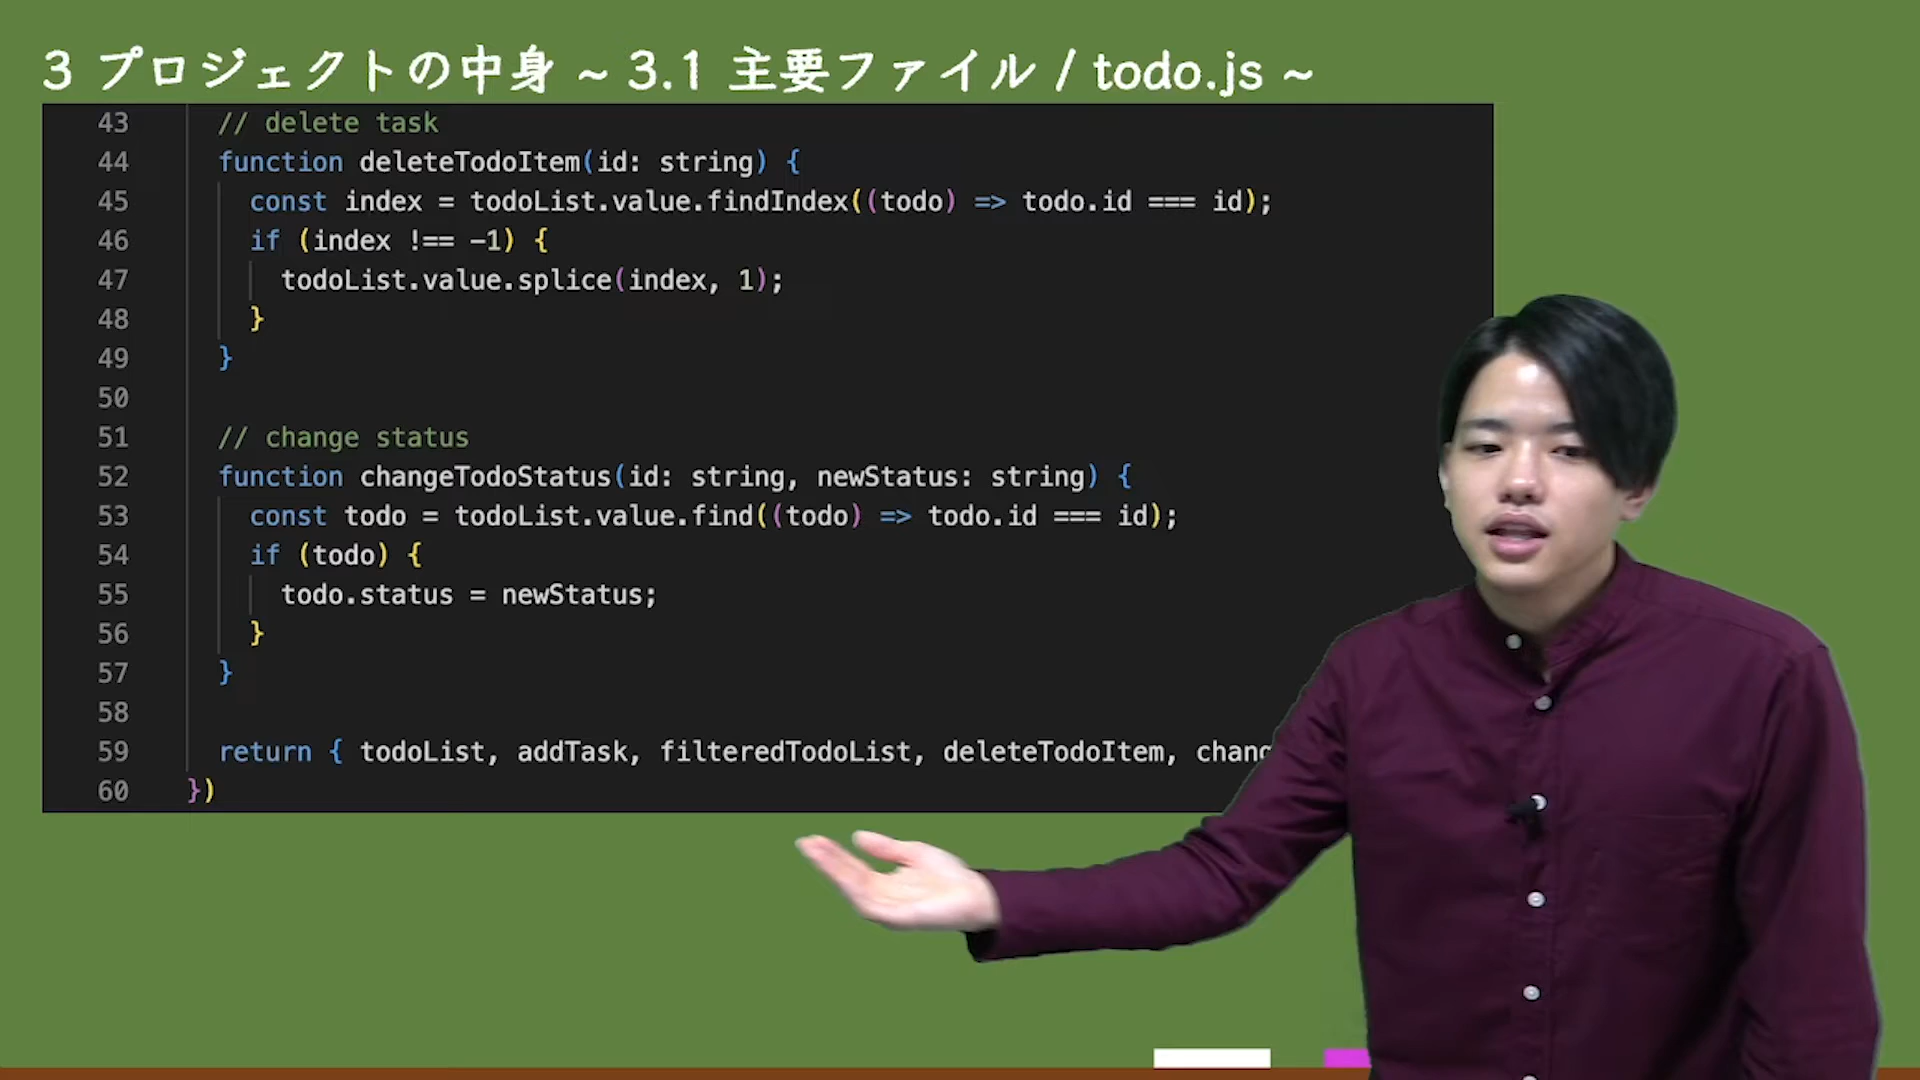 3 プロジェクトの中身 ~ 3.1 主要ファイル / todo.js ~
43 // delete task
44 function deleteTodoItem(id: string) {
45 const index = todoList.value.findIndex((todo) => todo.id === id);
46 if (index !== -1) {
47 todoList.value.splice(index, 1);
48 }
49 }
50
51 // change status
52 function changeTodoStatus(id: string, newStatus: string) {
53 const todo = todoList.value.find((todo) => todo.id === id);
54 if (todo) {
55 todo.status = newStatus;
56 }
57 }
58
59 return { todoList, addTask, filteredTodoList, deleteTodoItem,
60 })